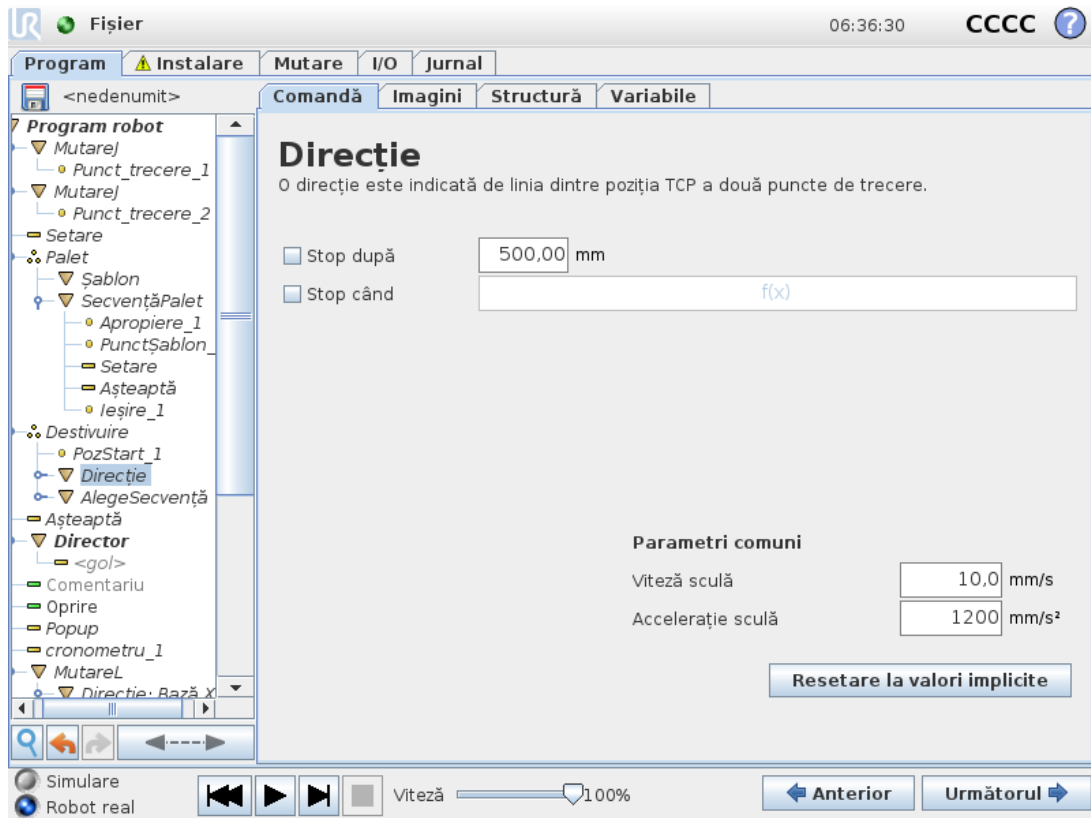 UR Fișier 06:36:30 CCCC ?
Program Instalare Mutare I/O Jurnal
<nedenumit>
Comandă Imagini Structură Variabile
Program robot
MutareJ
Punct_trecere_1
MutareJ
Punct_trecere_2
Setare
Palet
Șablon
SecvențăPalet
Apropiere_1
PunctȘablon_
Setare
Așteaptă
Ieșire_1
Destivuire
PozStart_1
Direcție
AlegeSecvență
Așteaptă
Director
<gol>
Comentariu
Oprire
Popup
cronometru_1
MutareL
Direcție: Bază X
Direcție
O direcție este indicată de linia dintre poziția TCP a două puncte de trecere.
Stop după 500,00 mm
Stop când f(x)
Parametri comuni
Viteză sculă 10,0 mm/s
Accelerație sculă 1200 mm/s²
Resetare la valori implicite
Simulare
Robot real
Viteză 100%
Anterior Următorul